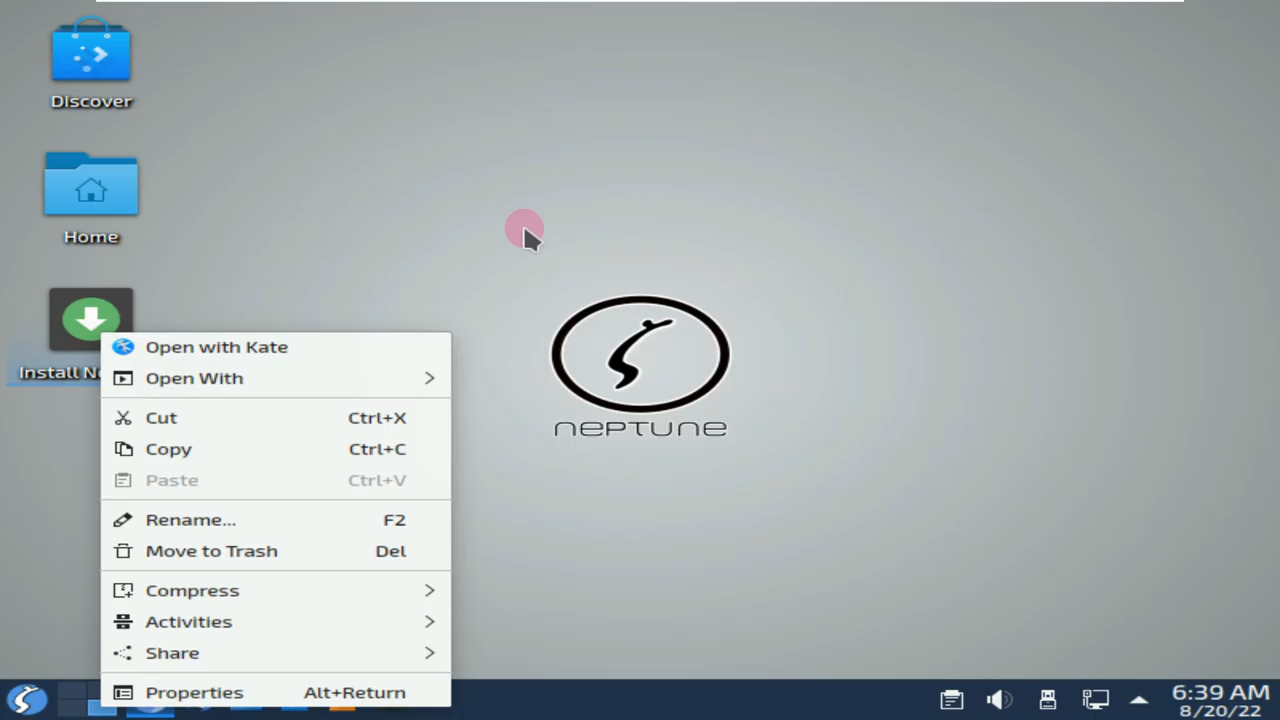 Discover
Home
Install N
Open with Kate
Open With
Cut Ctrl+X
Copy Ctrl+C
Paste Ctrl+V
Rename... F2
Move to Trash Del
Compress
Activities
Share
Properties Alt+Return
NEPTUNE
6:39 AM
8/20/22